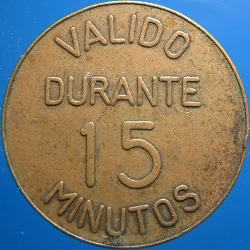 VALIDO
DURANTE
15
MINUTOS